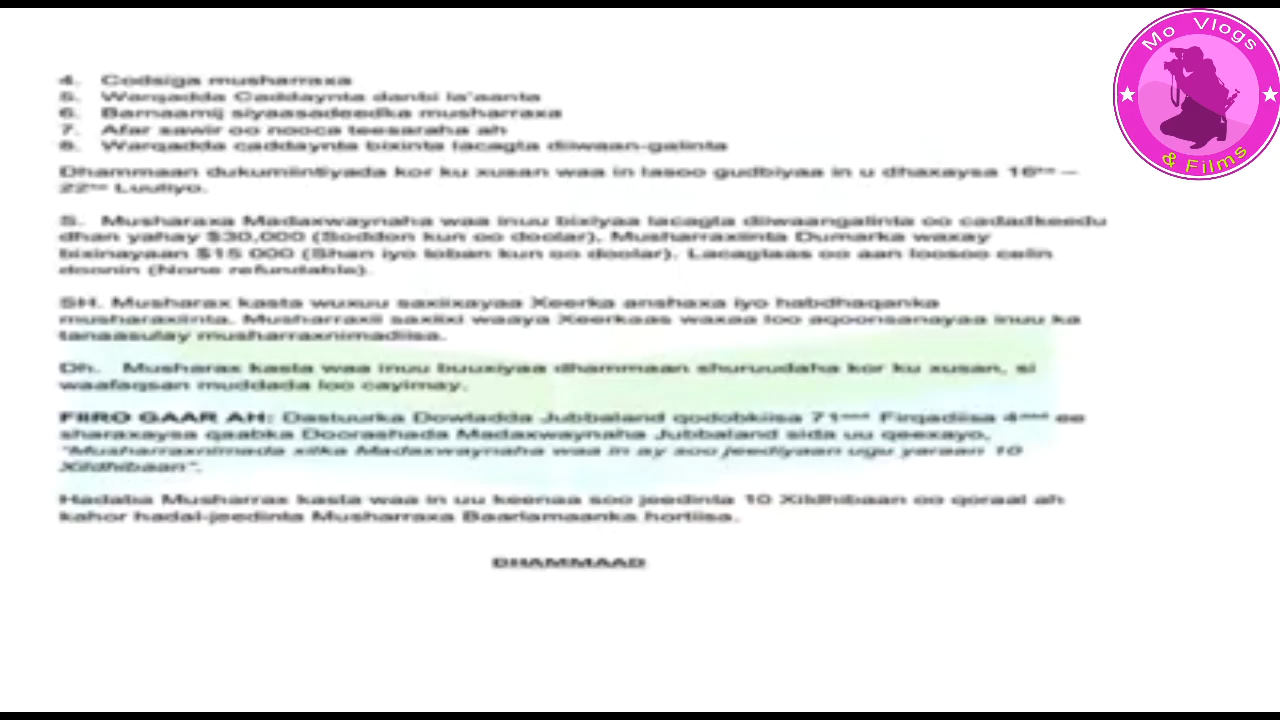 4. Codsiga musharraxa
5. Warqadda Caddaynta danbi la'aanta
6. Barnaamij siyaasadeedka musharraxa
7. Afar sawir oo nooca teesaraha ah
8. Warqadda caddaynta bixinta lacagta diiwaan-galinta
Dhammaan dukumiintiyada kor ku xusan waa in lasoo gudbiyaa in u dhaxaysa 16ka –
22ka Luuliyo.
S. Musharaxa Madaxwaynaha waa inuu bixiyaa lacagta diiwaangalinta oo cadadkeedu
dhan yahay $30,000 (Soddon kun oo doolar), Musharraxiinta Dumarka waxay
bixinayaan $15 000 (Shan iyo toban kun oo doolar). Lacagtaas oo aan loosoo celin
doonin (None refundable).
SH. Musharax kasta wuxuu saxiixayaa Xeerka anshaxa iyo habdhaqanka
musharaxiinta. Musharraxii saxiixi waaya Xeerkaas waxaa loo aqoonsanayaa inuu ka
tanaasulay musharraxnimadiisa.
Dh. Musharax kasta waa inuu buuxiyaa dhammaan shuruudaha kor ku xusan, si
waafaqsan muddada loo cayimay.
FIIRO GAAR AH: Dastuurka Dowladda Jubbaland qodobkiisa 71aad Firqadiisa 4aad ee
sharaxaysa qaabka Doorashada Madaxwaynaha Jubbaland sida uu qeexayo,
"Musharraxnimada xilka Madaxwaynaha waa in ay soo jeediyaan ugu yaraan 10
Xildhibaan".
Hadaba Musharrax kasta waa in uu keenaa soo jeedinta 10 Xildhibaan oo qoraal ah
kahor hadal-jeedinta Musharraxa Baarlamaanka hortiisa.
DHAMMAAD
Mo Vlogs
& Films